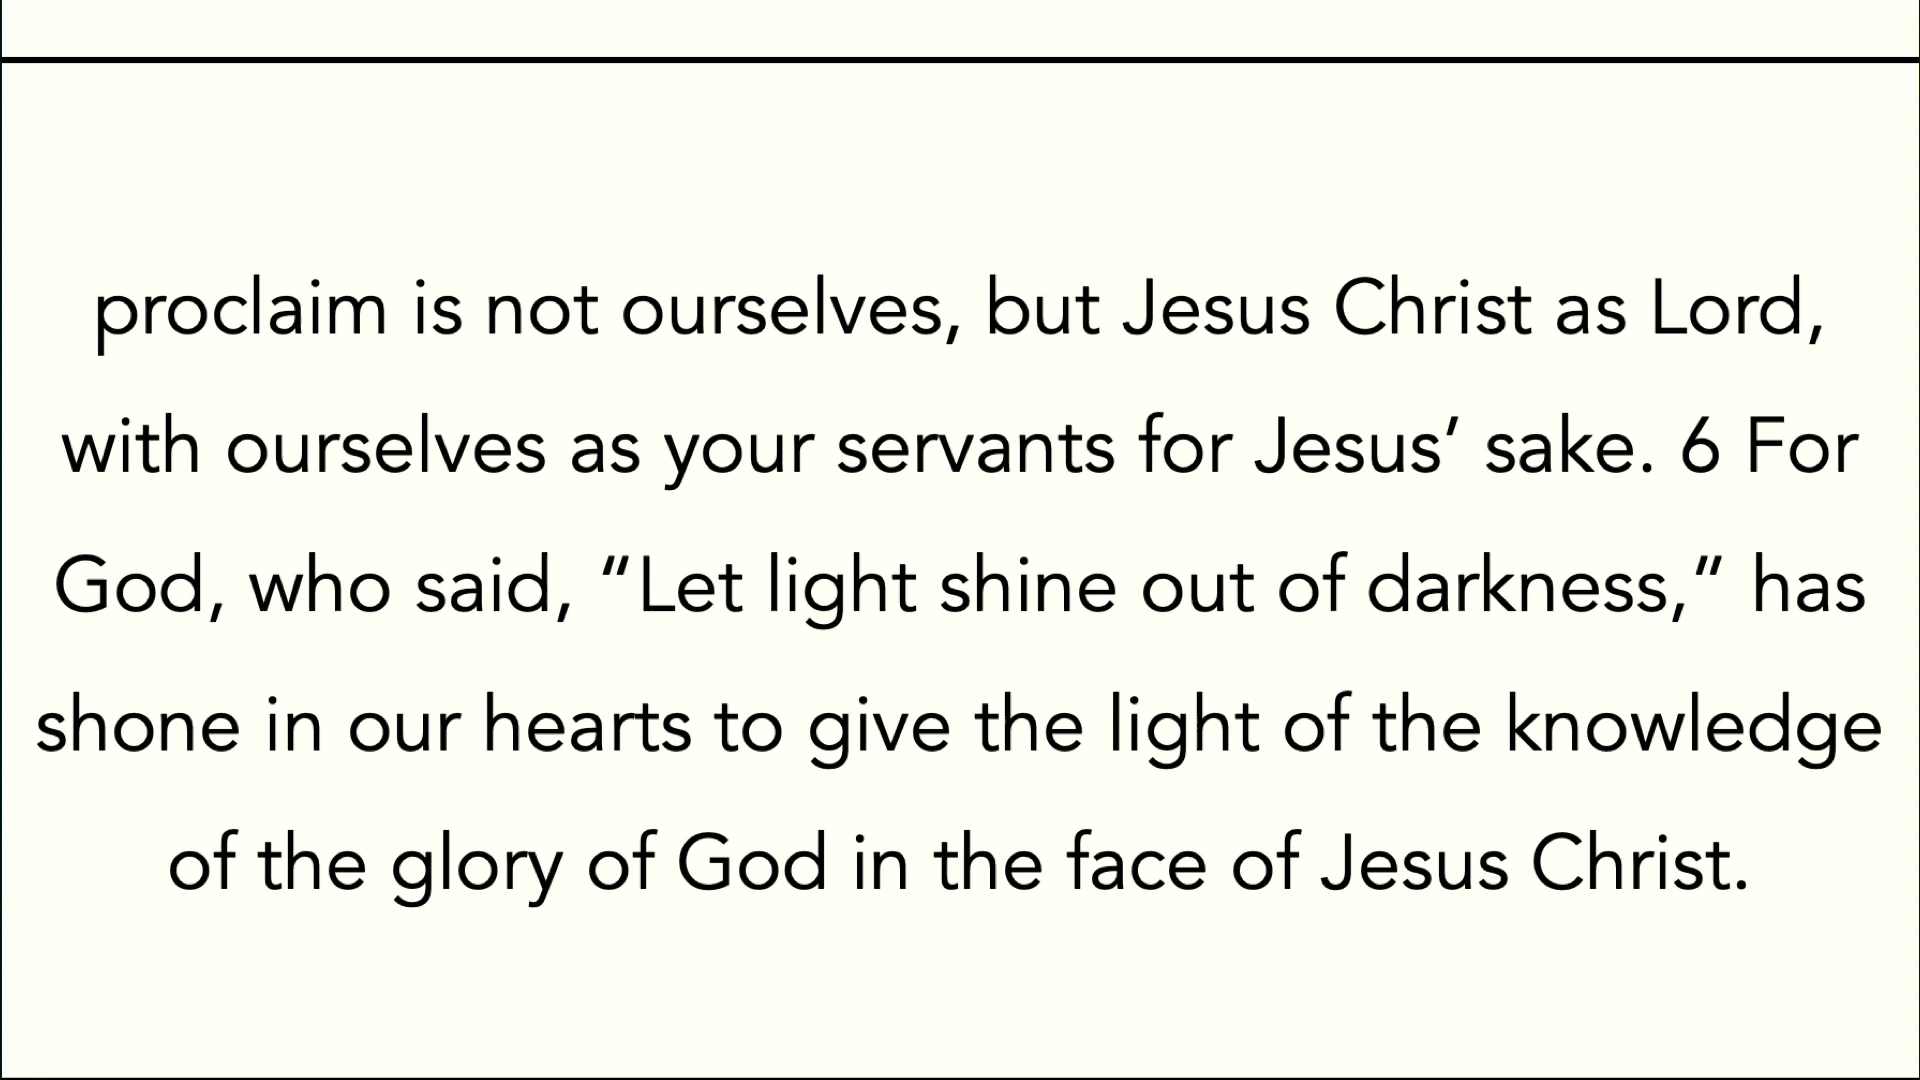 proclaim is not ourselves, but Jesus Christ as Lord,
with ourselves as your servants for Jesus’ sake. 6 For
God, who said, “Let light shine out of darkness,” has
shone in our hearts to give the light of the knowledge
of the glory of God in the face of Jesus Christ.